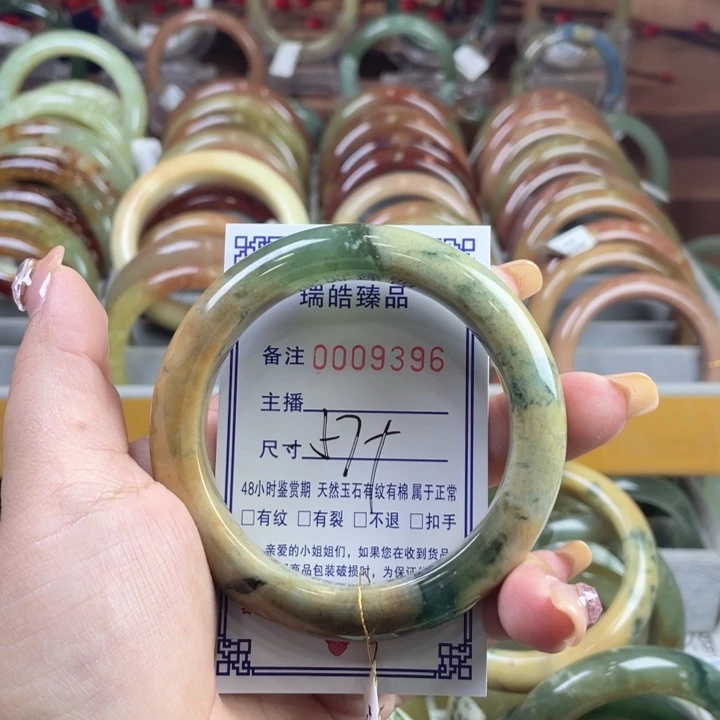 瑞皓臻品
备注 0009396
主播
尺寸 57+
48小时鉴赏期 天然玉石有纹有棉 属于正常
□有纹 □有裂 □不退 □扣手
亲爱的小姐姐们，如果您在收到货品
商品包装破损时，为保证